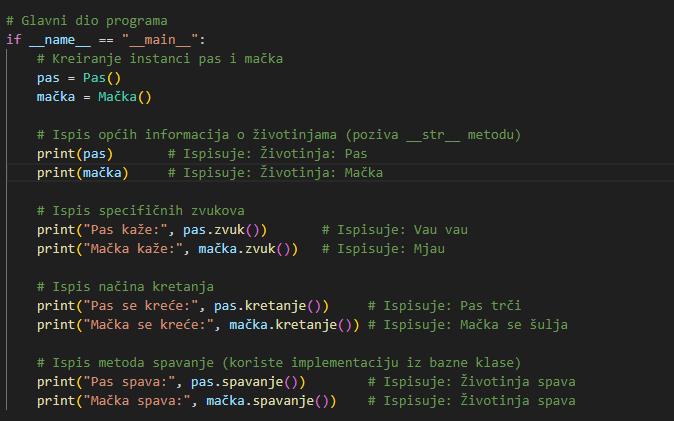 # Glavni dio programa
if __name__ == "__main__":
    # Kreiranje instanci pas i mačka
    pas = Pas()
    mačka = Mačka()

    # Ispis općih informacija o životinjama (poziva __str__ metodu)
    print(pas)       # Ispisuje: Životinja: Pas
    print(mačka)     # Ispisuje: Životinja: Mačka

    # Ispis specifičnih zvukova
    print("Pas kaže:", pas.zvuk())       # Ispisuje: Vau vau
    print("Mačka kaže:", mačka.zvuk())   # Ispisuje: Mjau

    # Ispis načina kretanja
    print("Pas se kreće:", pas.kretanje())     # Ispisuje: Pas trči
    print("Mačka se kreće:", mačka.kretanje()) # Ispisuje: Mačka se šulja

    # Ispis metoda spavanje (koriste implementaciju iz bazne klase)
    print("Pas spava:", pas.spavanje())        # Ispisuje: Životinja spava
    print("Mačka spava:", mačka.spavanje())    # Ispisuje: Životinja spava